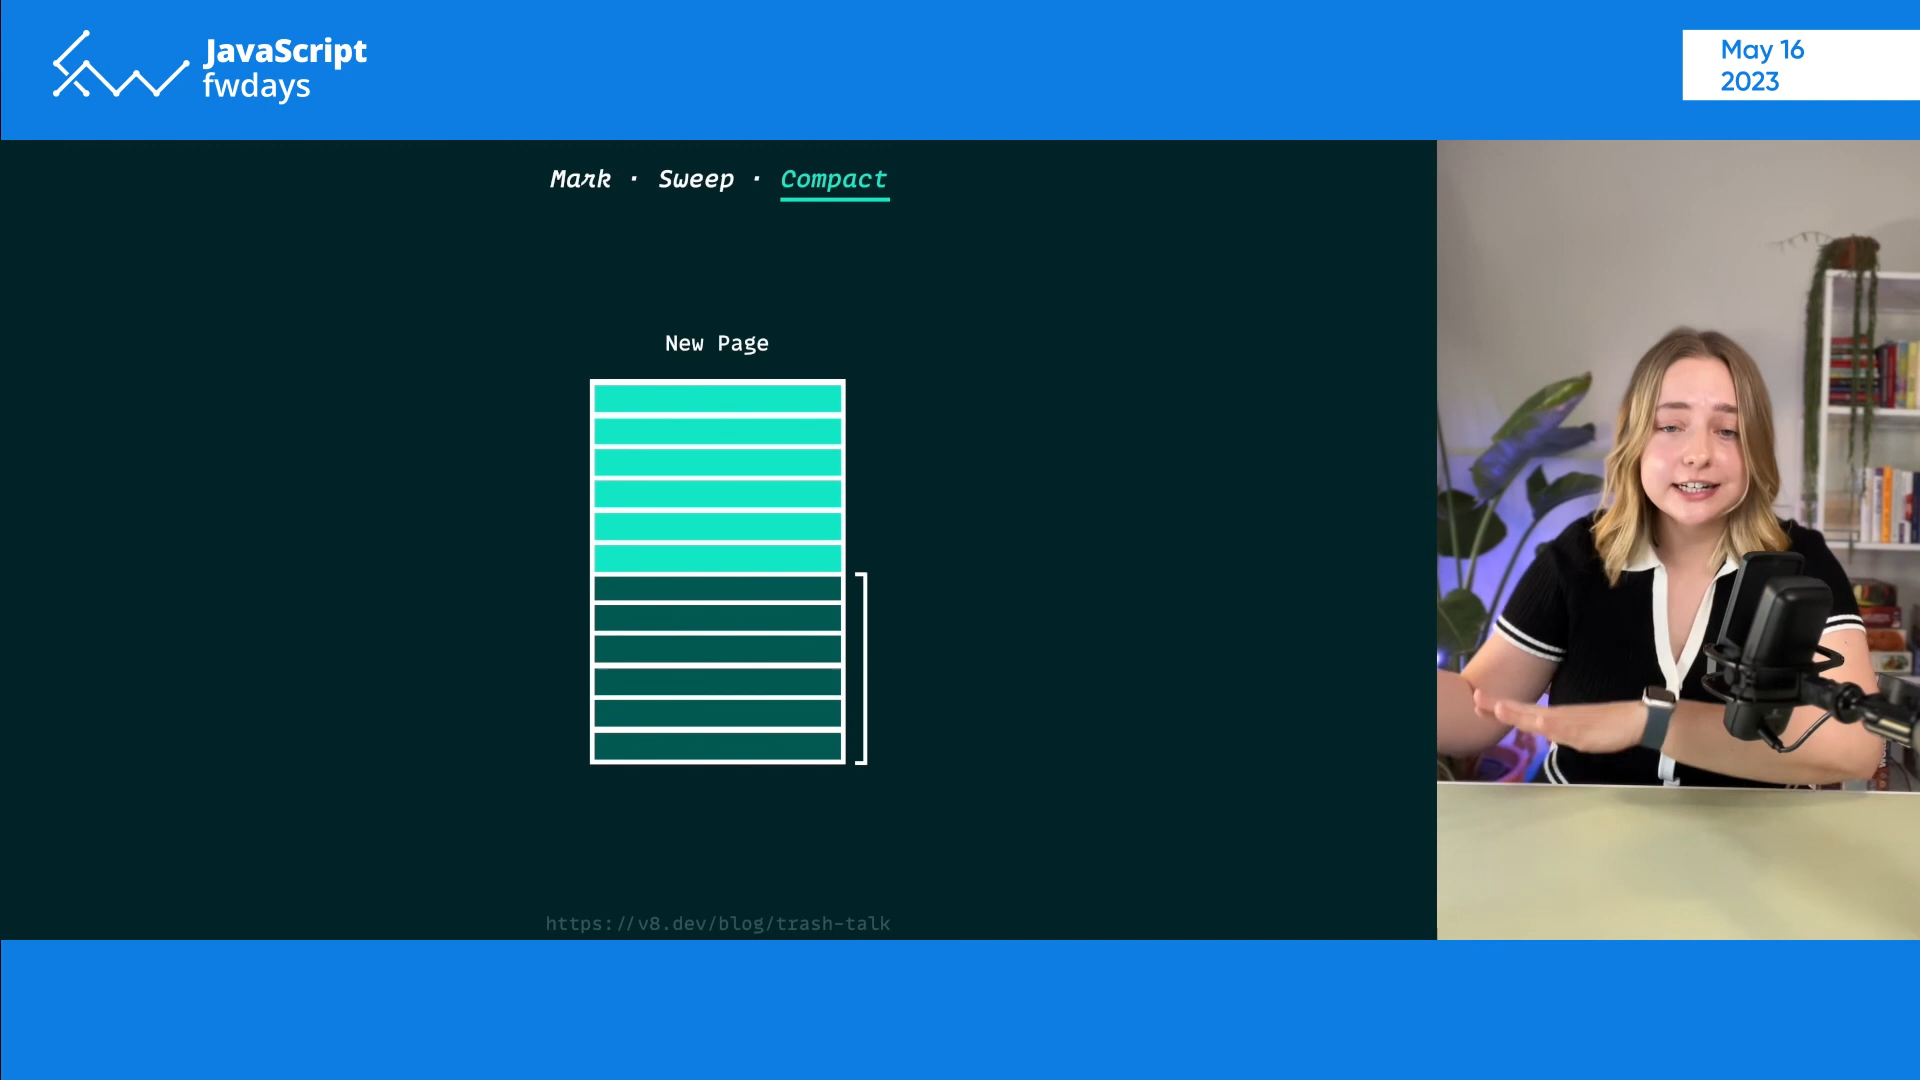 JavaScript
fwdays
May 16
2023
Mark · Sweep · Compact
New Page
https://v8.dev/blog/trash-talk